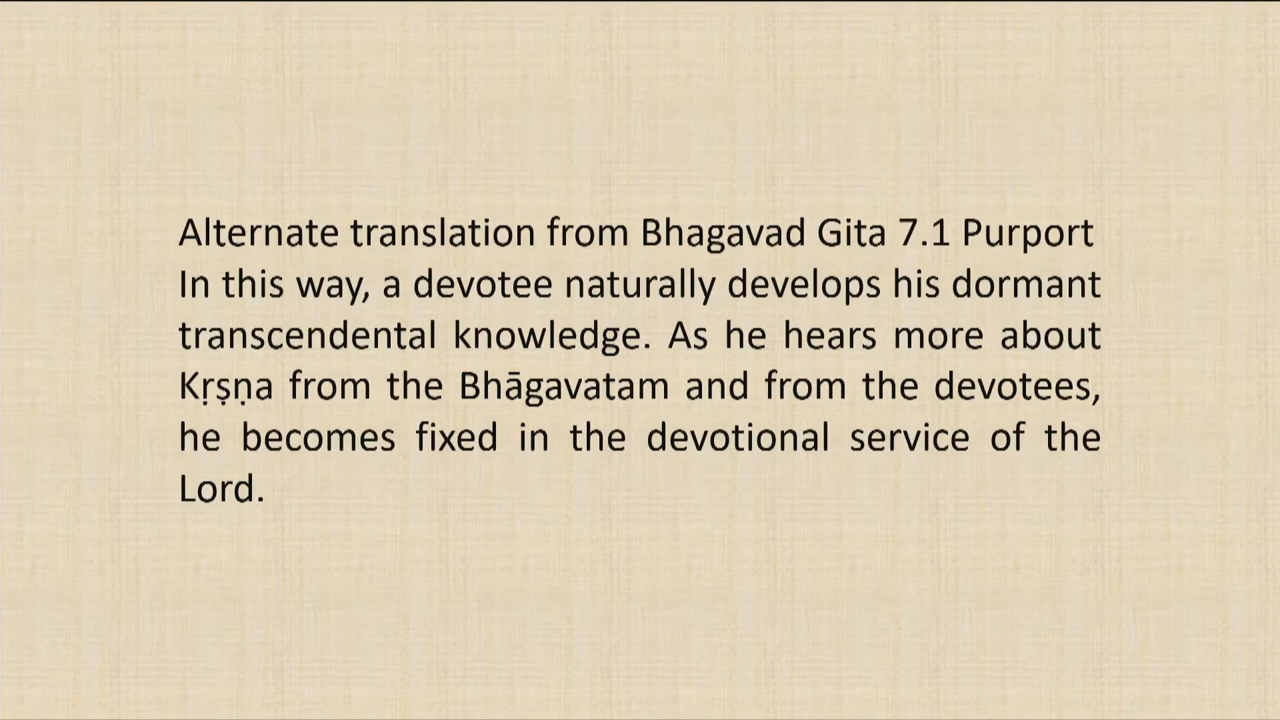 Alternate translation from Bhagavad Gita 7.1 Purport
In this way, a devotee naturally develops his dormant
transcendental knowledge. As he hears more about
Kṛṣṇa from the Bhāgavatam and from the devotees,
he becomes fixed in the devotional service of the
Lord.